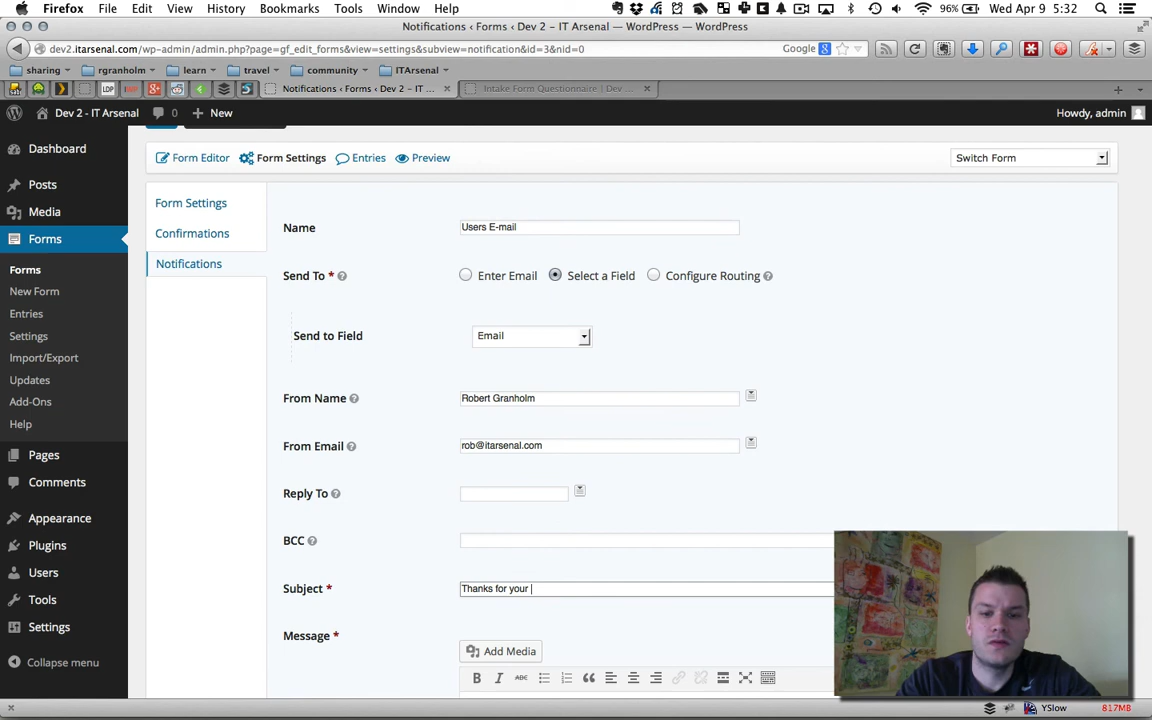 Firefox File Edit View History Bookmarks Tools Window Help 96% Wed Apr 9 5:32
Notifications ‹ Forms ‹ Dev 2 – IT Arsenal — WordPress — WordPress
dev2.itarsenal.com/wp-admin/admin.php?page=gf_edit_forms&view=settings&subview=notification&id=3&nid=0 Google
sharing rgranholm learn travel community ITArsenal
LDP Notifications ‹ Forms ‹ Dev 2 – IT ... Intake Form Questionnaire | Dev ...
Dev 2 - IT Arsenal 0 New Howdy, admin
Dashboard
Posts
Media
Forms
Forms
New Form
Entries
Settings
Import/Export
Updates
Add-Ons
Help
Pages
Comments
Appearance
Plugins
Users
Tools
Settings
Collapse menu
Form Editor Form Settings Entries Preview Switch Form
Form Settings
Confirmations
Notifications
Name Users E-mail
Send To * Enter Email Select a Field Configure Routing
Send to Field Email
From Name Robert Granholm
From Email rob@itarsenal.com
Reply To
BCC
Subject * Thanks for your
Message *
Add Media
B I ABC
YSlow 817MB